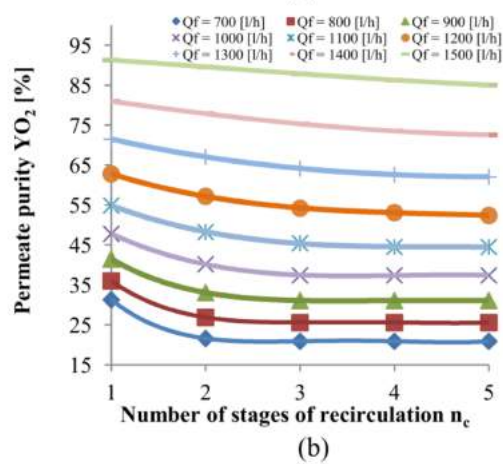 Qf = 700 [l/h] Qf = 800 [l/h] Qf = 900 [l/h]
Qf = 1000 [l/h] Qf = 1100 [l/h] Qf = 1200 [l/h]
Qf = 1300 [l/h] Qf = 1400 [l/h] Qf = 1500 [l/h]
Permeate purity YO₂ [%]
95
85
75
65
55
45
35
25
15
1 2 3 4 5
Number of stages of recirculation n_c
(b)